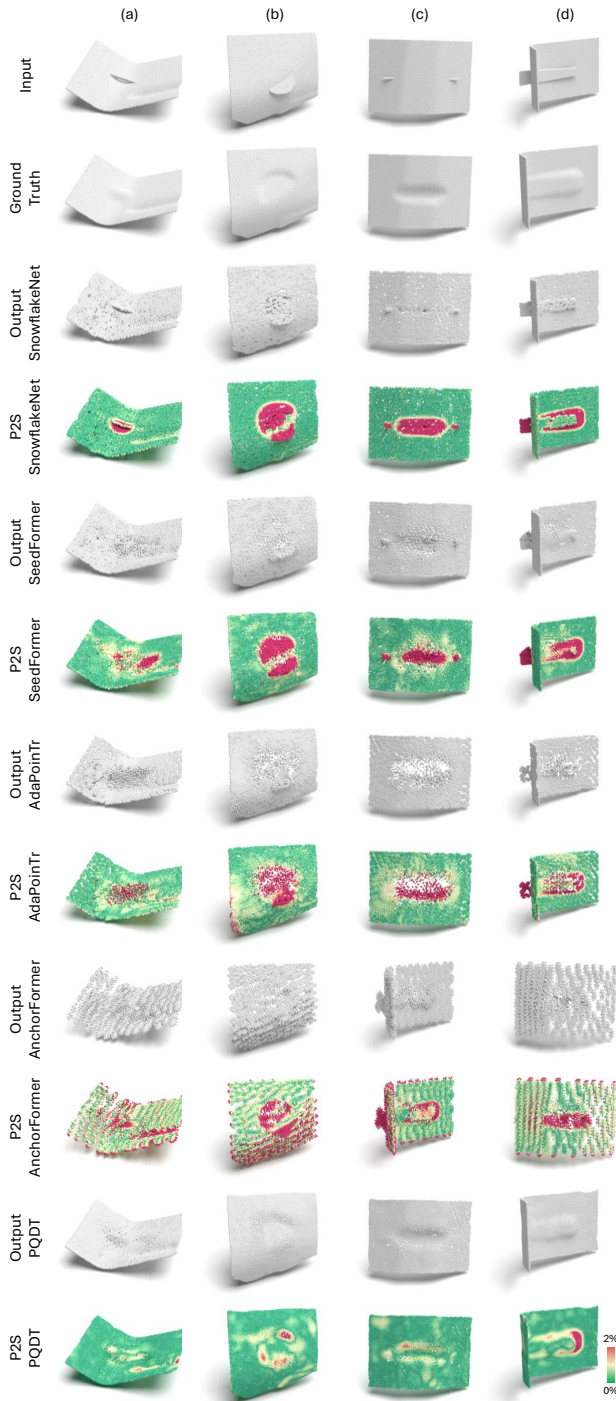 (a) (b) (c) (d)
Input
Ground
Truth
Output
SnowflakeNet
P2S
SnowflakeNet
Output
SeedFormer
P2S
SeedFormer
Output
AdaPoinTr
P2S
AdaPoinTr
Output
AnchorFormer
P2S
AnchorFormer
Output
PQDT
P2S
PQDT
2%
0%